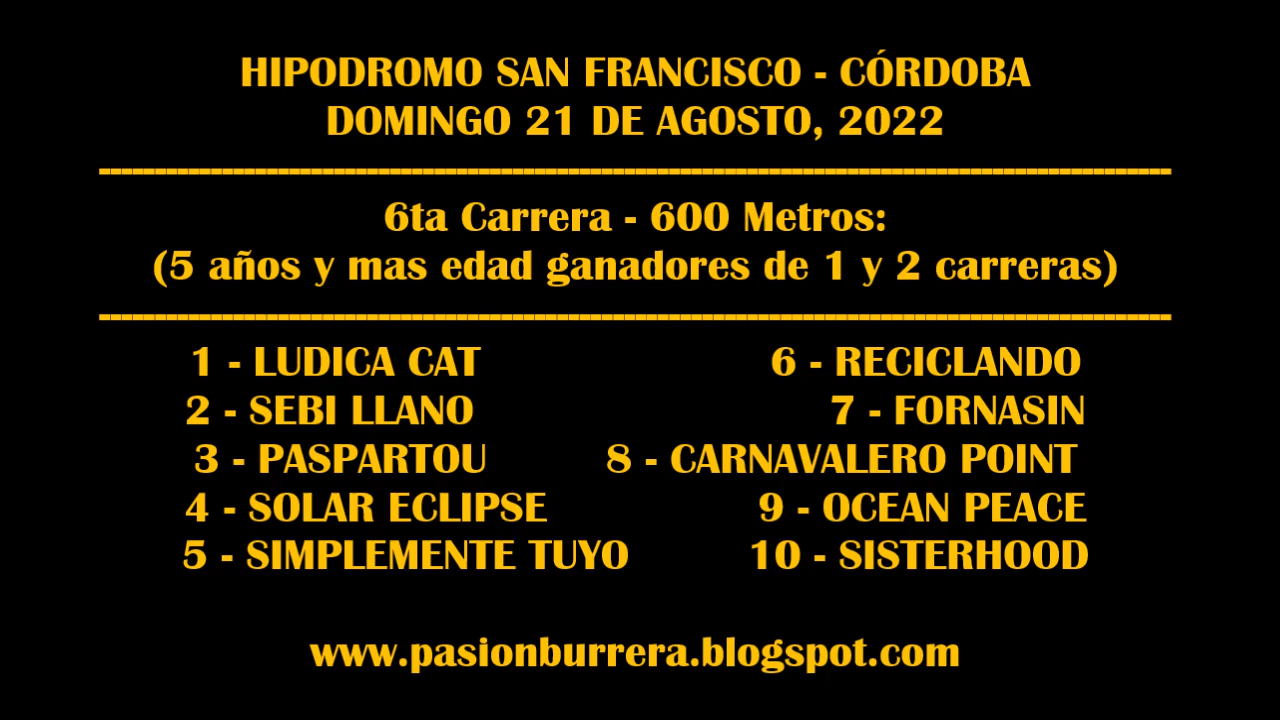 HIPODROMO SAN FRANCISCO - CÓRDOBA
DOMINGO 21 DE AGOSTO, 2022
6ta Carrera - 600 Metros:
(5 años y mas edad ganadores de 1 y 2 carreras)
1 - LUDICA CAT 6 - RECICLANDO
2 - SEBI LLANO 7 - FORNASIN
3 - PASPARTOU 8 - CARNAVALERO POINT
4 - SOLAR ECLIPSE 9 - OCEAN PEACE
5 - SIMPLEMENTE TUYO 10 - SISTERHOOD
www.pasionburrera.blogspot.com